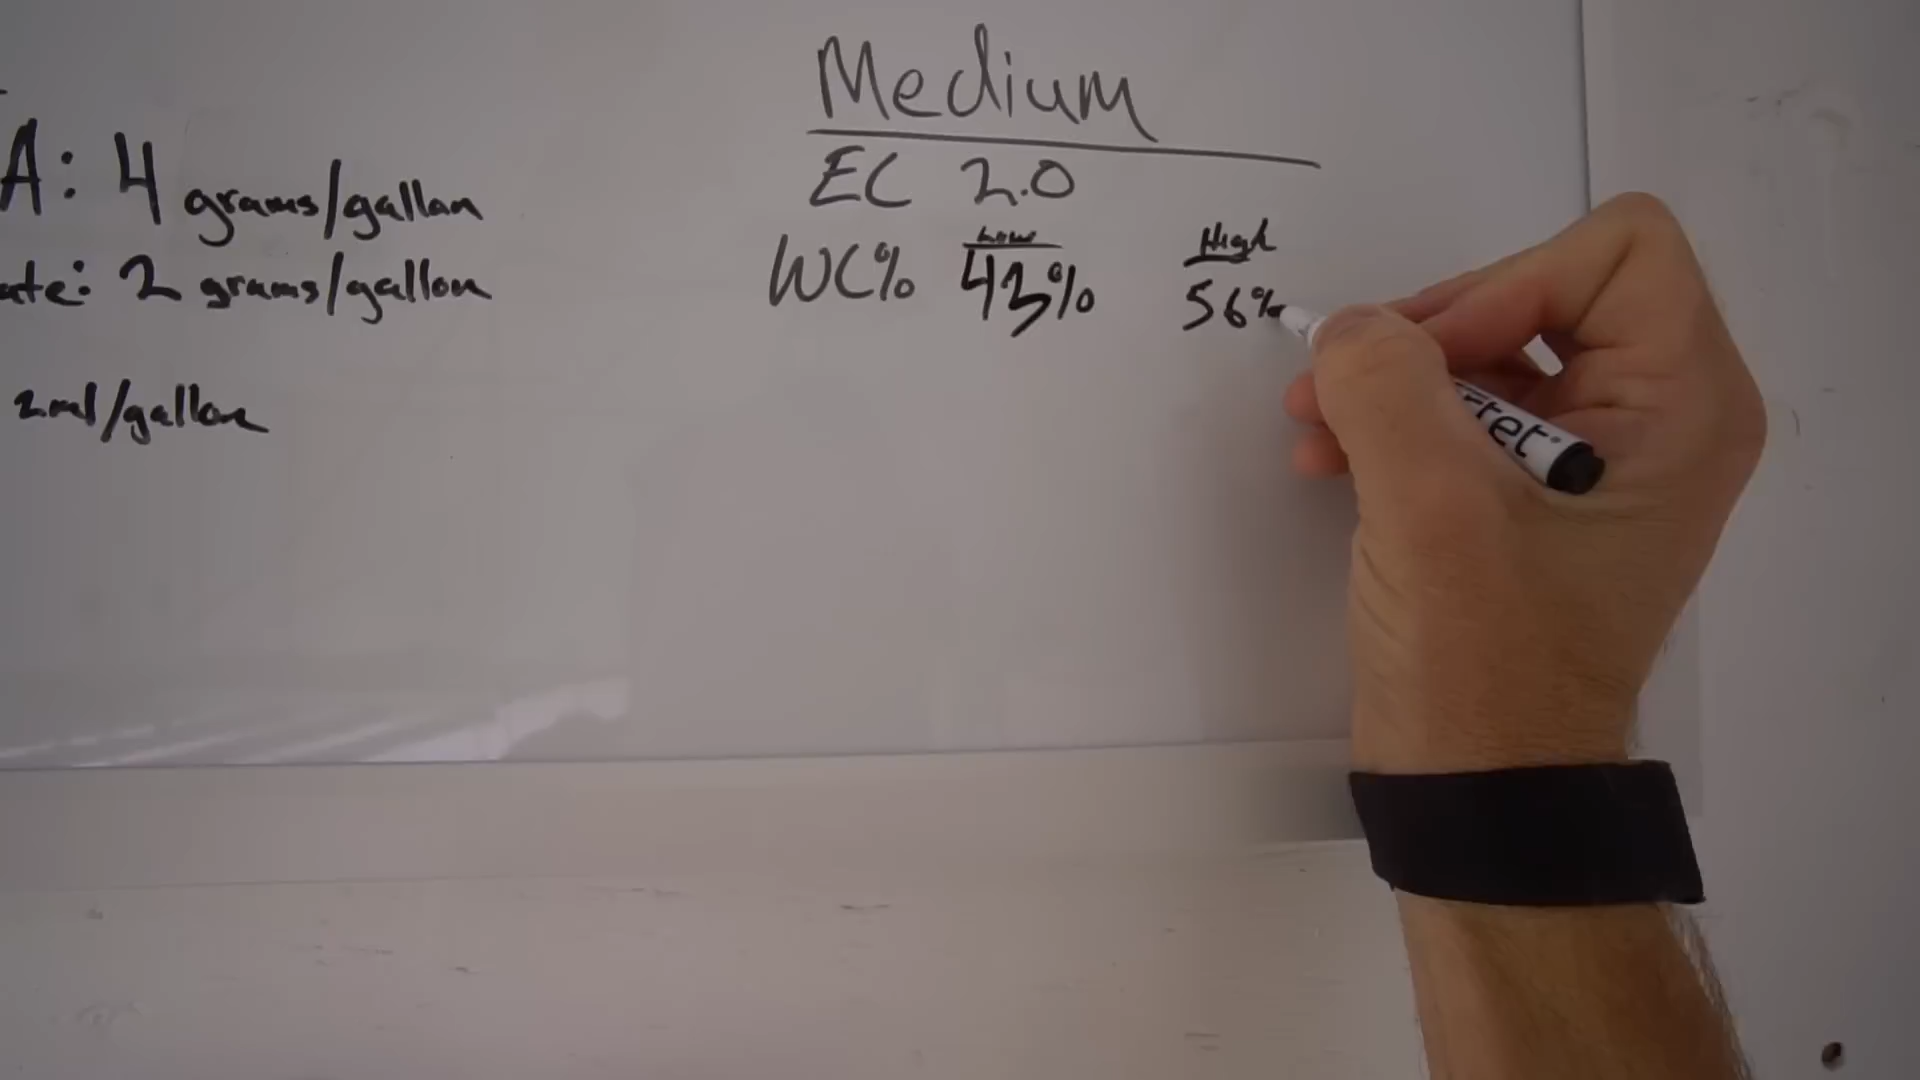 A: 4 grams/gallon
ate: 2 grams/gallon
2ml/gallon
Medium
EC 2.0
Low High
WC% 43% 56%